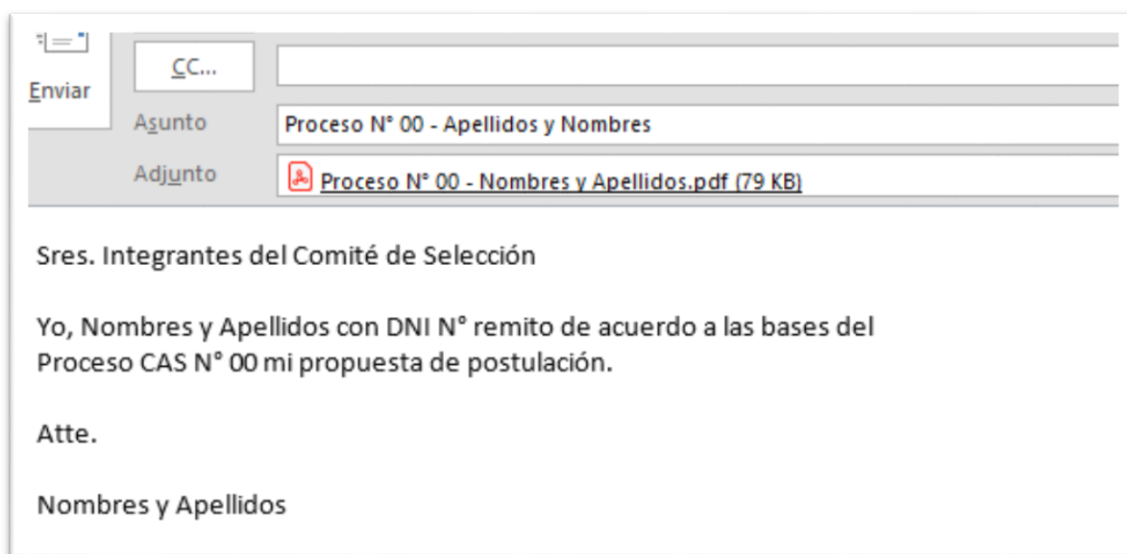 CC...
Enviar
Asunto
Proceso N° 00 - Apellidos y Nombres
Adjunto
Proceso N° 00 - Nombres y Apellidos.pdf (79 KB)
Sres. Integrantes del Comité de Selección
Yo, Nombres y Apellidos con DNI N° remito de acuerdo a las bases del
Proceso CAS N° 00 mi propuesta de postulación.
Atte.
Nombres y Apellidos